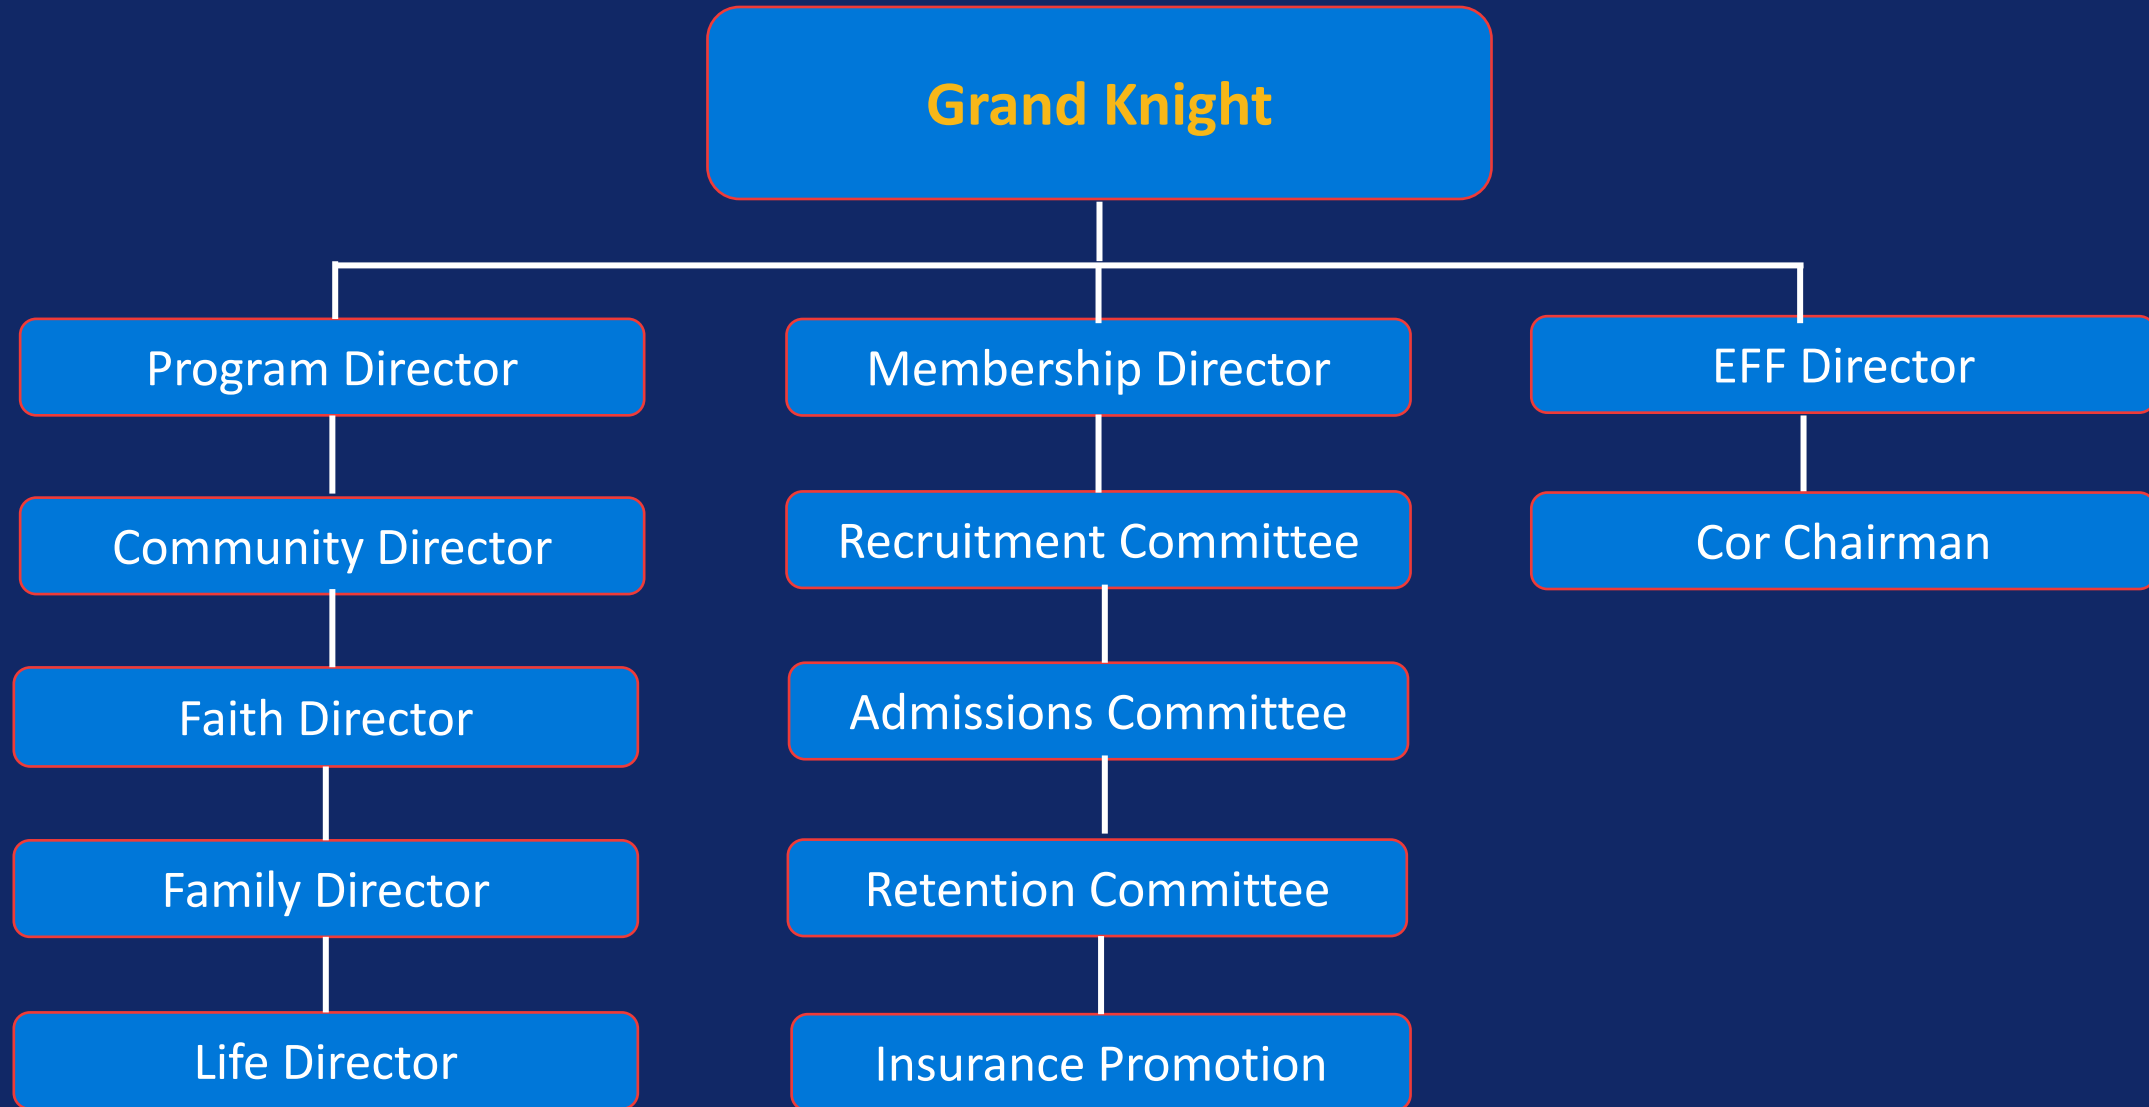 Grand Knight
Program Director
Membership Director
EFF Director
Community Director
Recruitment Committee
Cor Chairman
Faith Director
Admissions Committee
Family Director
Retention Committee
Life Director
Insurance Promotion